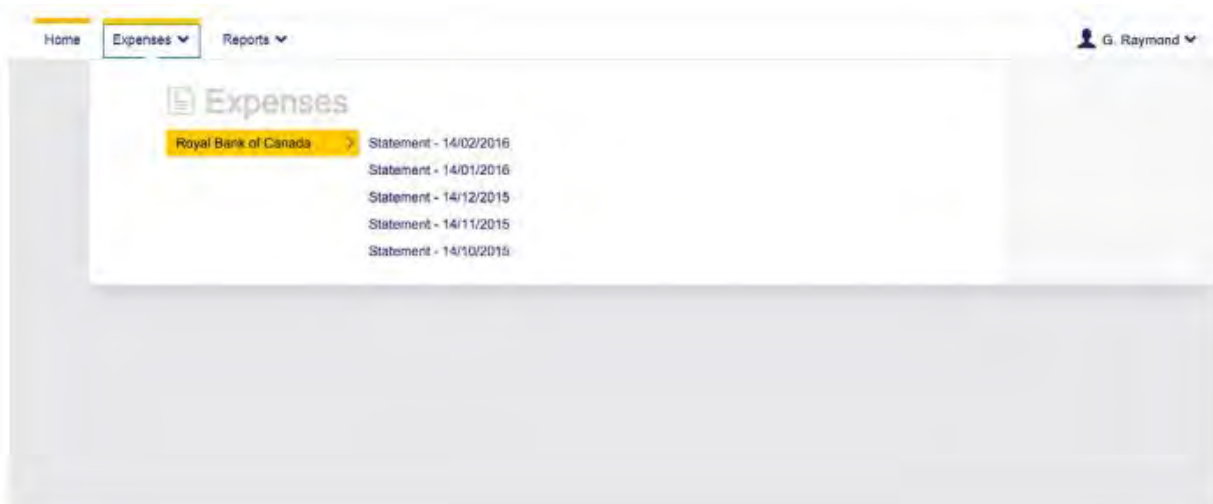 Home Expenses Reports G. Raymond
Expenses
Royal Bank of Canada Statement - 14/02/2016
Statement - 14/01/2016
Statement - 14/12/2015
Statement - 14/11/2015
Statement - 14/10/2015